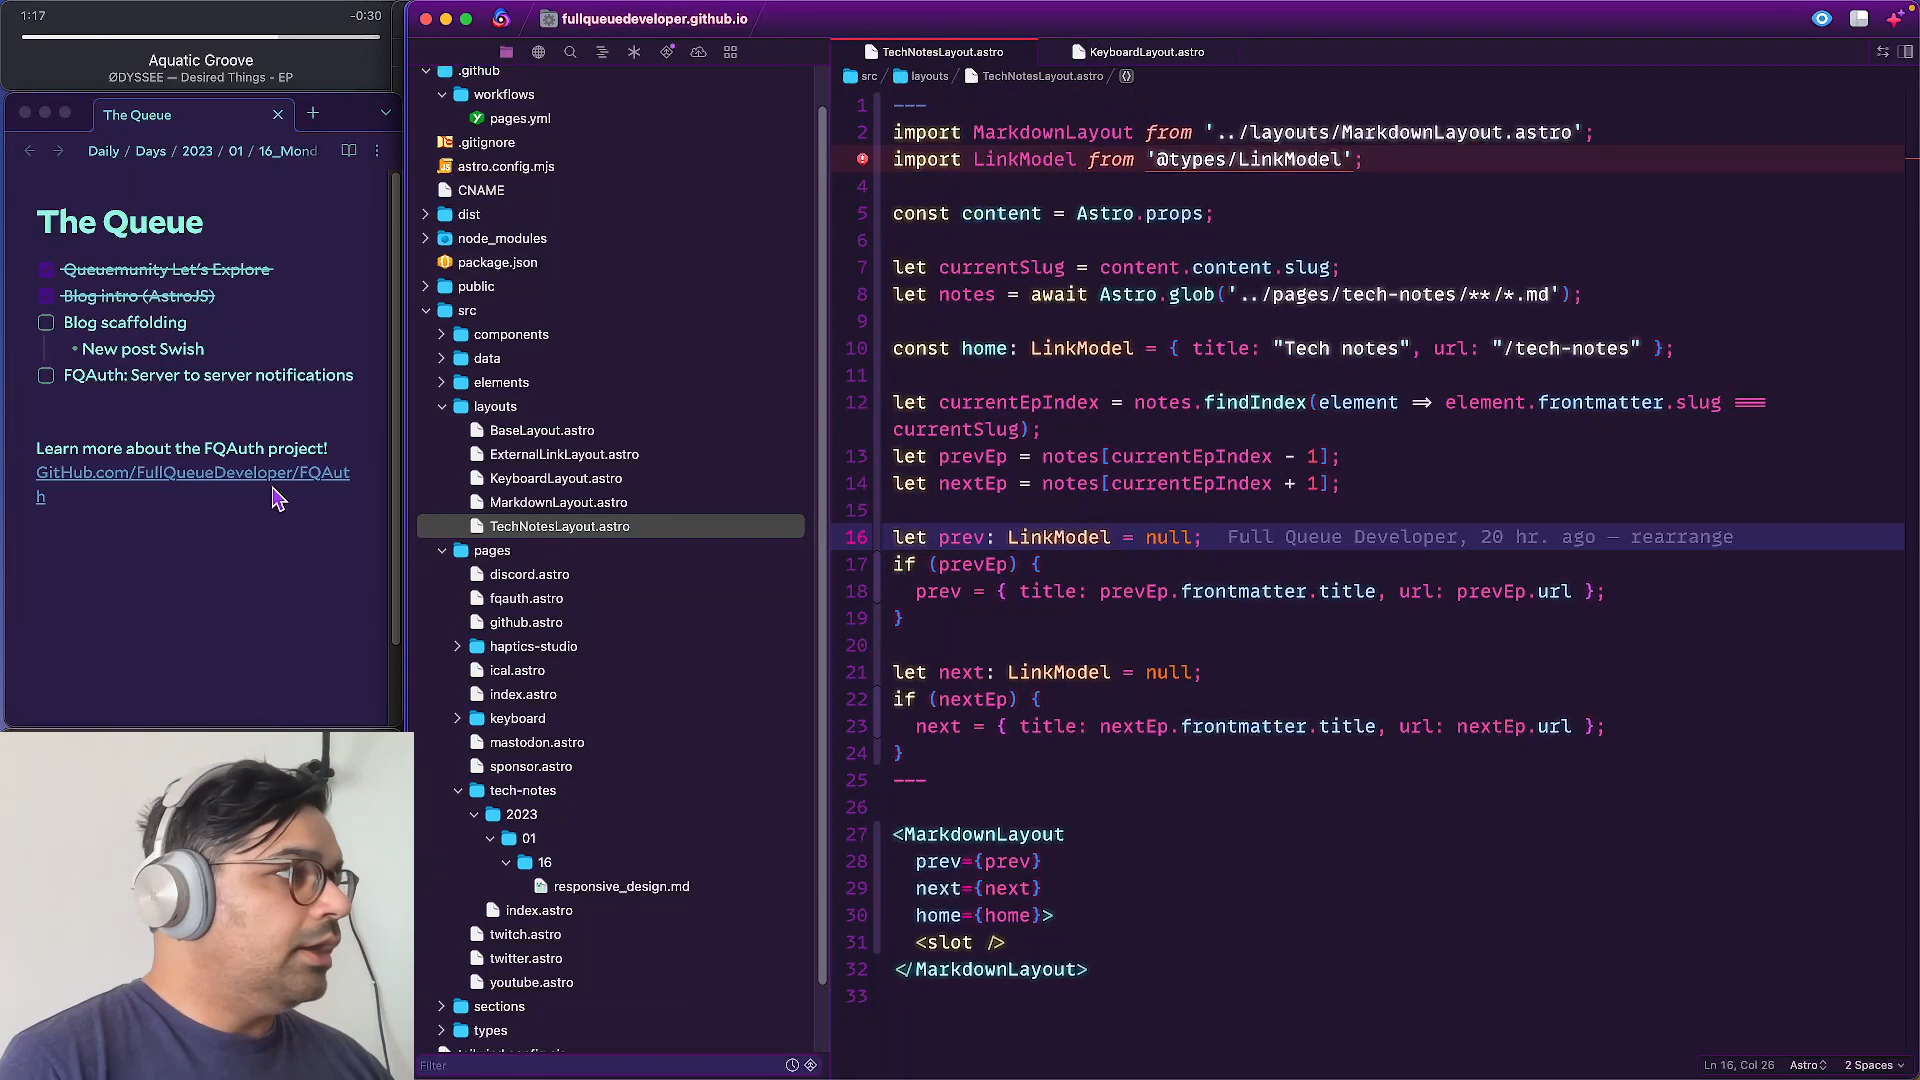 1:17
-0:30
Aquatic Groove
ØDYSSEE — Desired Things - EP
The Queue
Daily / Days / 2023 / 01 / 16_Mond
The Queue
Queuemunity Let's Explore
Blog intro (AstroJS)
Blog scaffolding
• New post Swish
FQAuth: Server to server notifications
Learn more about the FQAuth project!
GitHub.com/FullQueueDeveloper/FQAut
h
fullqueuedeveloper.github.io
.github
workflows
pages.yml
.gitignore
astro.config.mjs
CNAME
dist
node_modules
package.json
public
src
components
data
elements
layouts
BaseLayout.astro
ExternalLinkLayout.astro
KeyboardLayout.astro
MarkdownLayout.astro
TechNotesLayout.astro
pages
discord.astro
fqauth.astro
github.astro
haptics-studio
ical.astro
index.astro
keyboard
mastodon.astro
sponsor.astro
tech-notes
2023
01
16
responsive_design.md
index.astro
twitch.astro
twitter.astro
youtube.astro
sections
types
Filter
TechNotesLayout.astro
KeyboardLayout.astro
src
layouts
TechNotesLayout.astro
1 ---
2 import MarkdownLayout from '../layouts/MarkdownLayout.astro';
import LinkModel from '@types/LinkModel';
4
5 const content = Astro.props;
6
7 let currentSlug = content.content.slug;
8 let notes = await Astro.glob('../pages/tech-notes/**/*.md');
9
10 const home: LinkModel = { title: "Tech notes", url: "/tech-notes" };
11
12 let currentEpIndex = notes.findIndex(element => element.frontmatter.slug ===
currentSlug);
13 let prevEp = notes[currentEpIndex - 1];
14 let nextEp = notes[currentEpIndex + 1];
15
16 let prev: LinkModel = null; Full Queue Developer, 20 hr. ago — rearrange
17 if (prevEp) {
18 prev = { title: prevEp.frontmatter.title, url: prevEp.url };
19 }
20
21 let next: LinkModel = null;
22 if (nextEp) {
23 next = { title: nextEp.frontmatter.title, url: nextEp.url };
24 }
25 ---
26
27 <MarkdownLayout
28 prev={prev}
29 next={next}
30 home={home}>
31 <slot />
32 </MarkdownLayout>
33
Ln 16, Col 26
Astro
2 Spaces